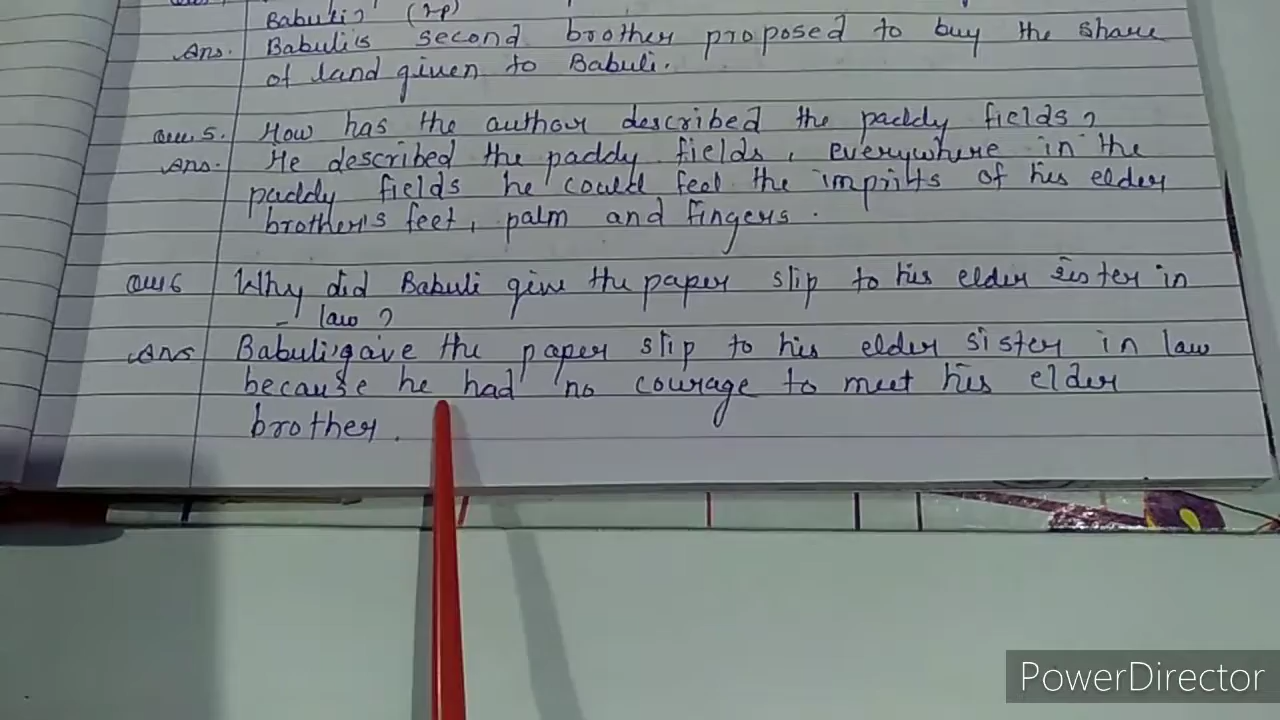 Babuli? (2p)
Ans. Babuli's second brother proposed to buy the share
of land given to Babuli.
Que. 5. How has the author described the paddy fields?
Ans. He described the paddy fields, everywhere in the
paddy fields he could feel the imprints of his elder
brother's feet, palm and fingers.
Que 6 Why did Babuli give the paper slip to his elder sister in
- law?
Ans Babuli gave the paper slip to his elder sister in law
because he had no courage to meet his elder
brother.
PowerDirector